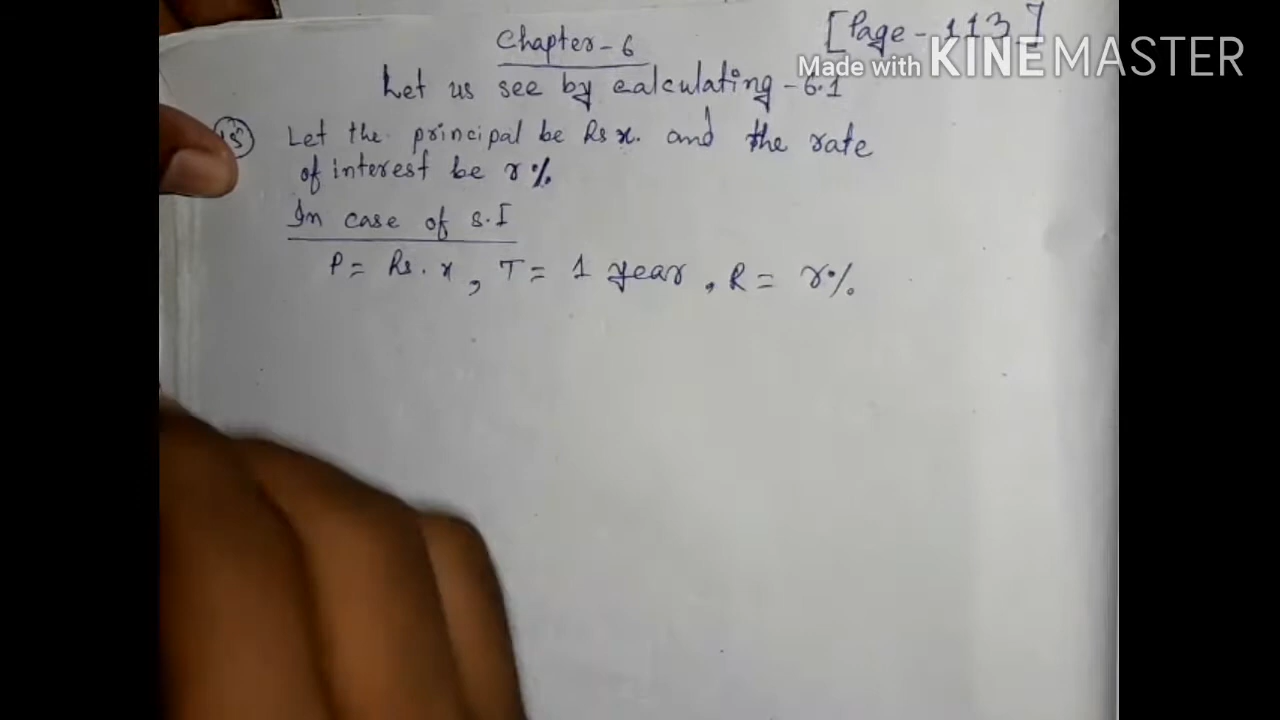 [Page - 113]
Chapter - 6
Made with KINEMASTER
Let us see by calculating - 6.1
Let the principal be Rs x. and the rate
of interest be r%
In case of S.I
P = Rs. x, T = 1 year, R = r%